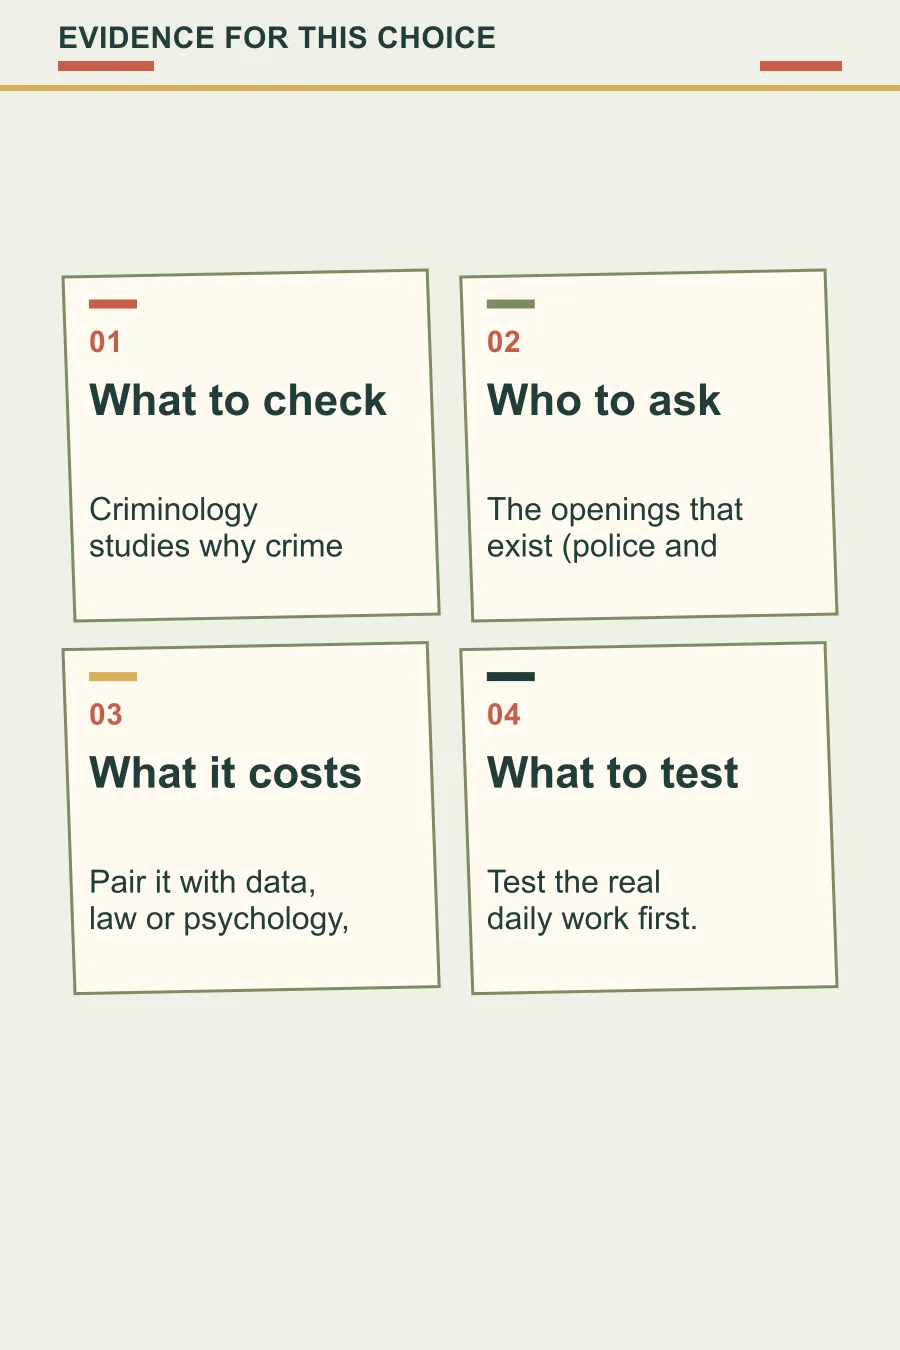 EVIDENCE FOR THIS CHOICE
01
What to check
Criminology
studies why crime
02
Who to ask
The openings that
exist (police and
03
What it costs
Pair it with data,
law or psychology,
04
What to test
Test the real
daily work first.